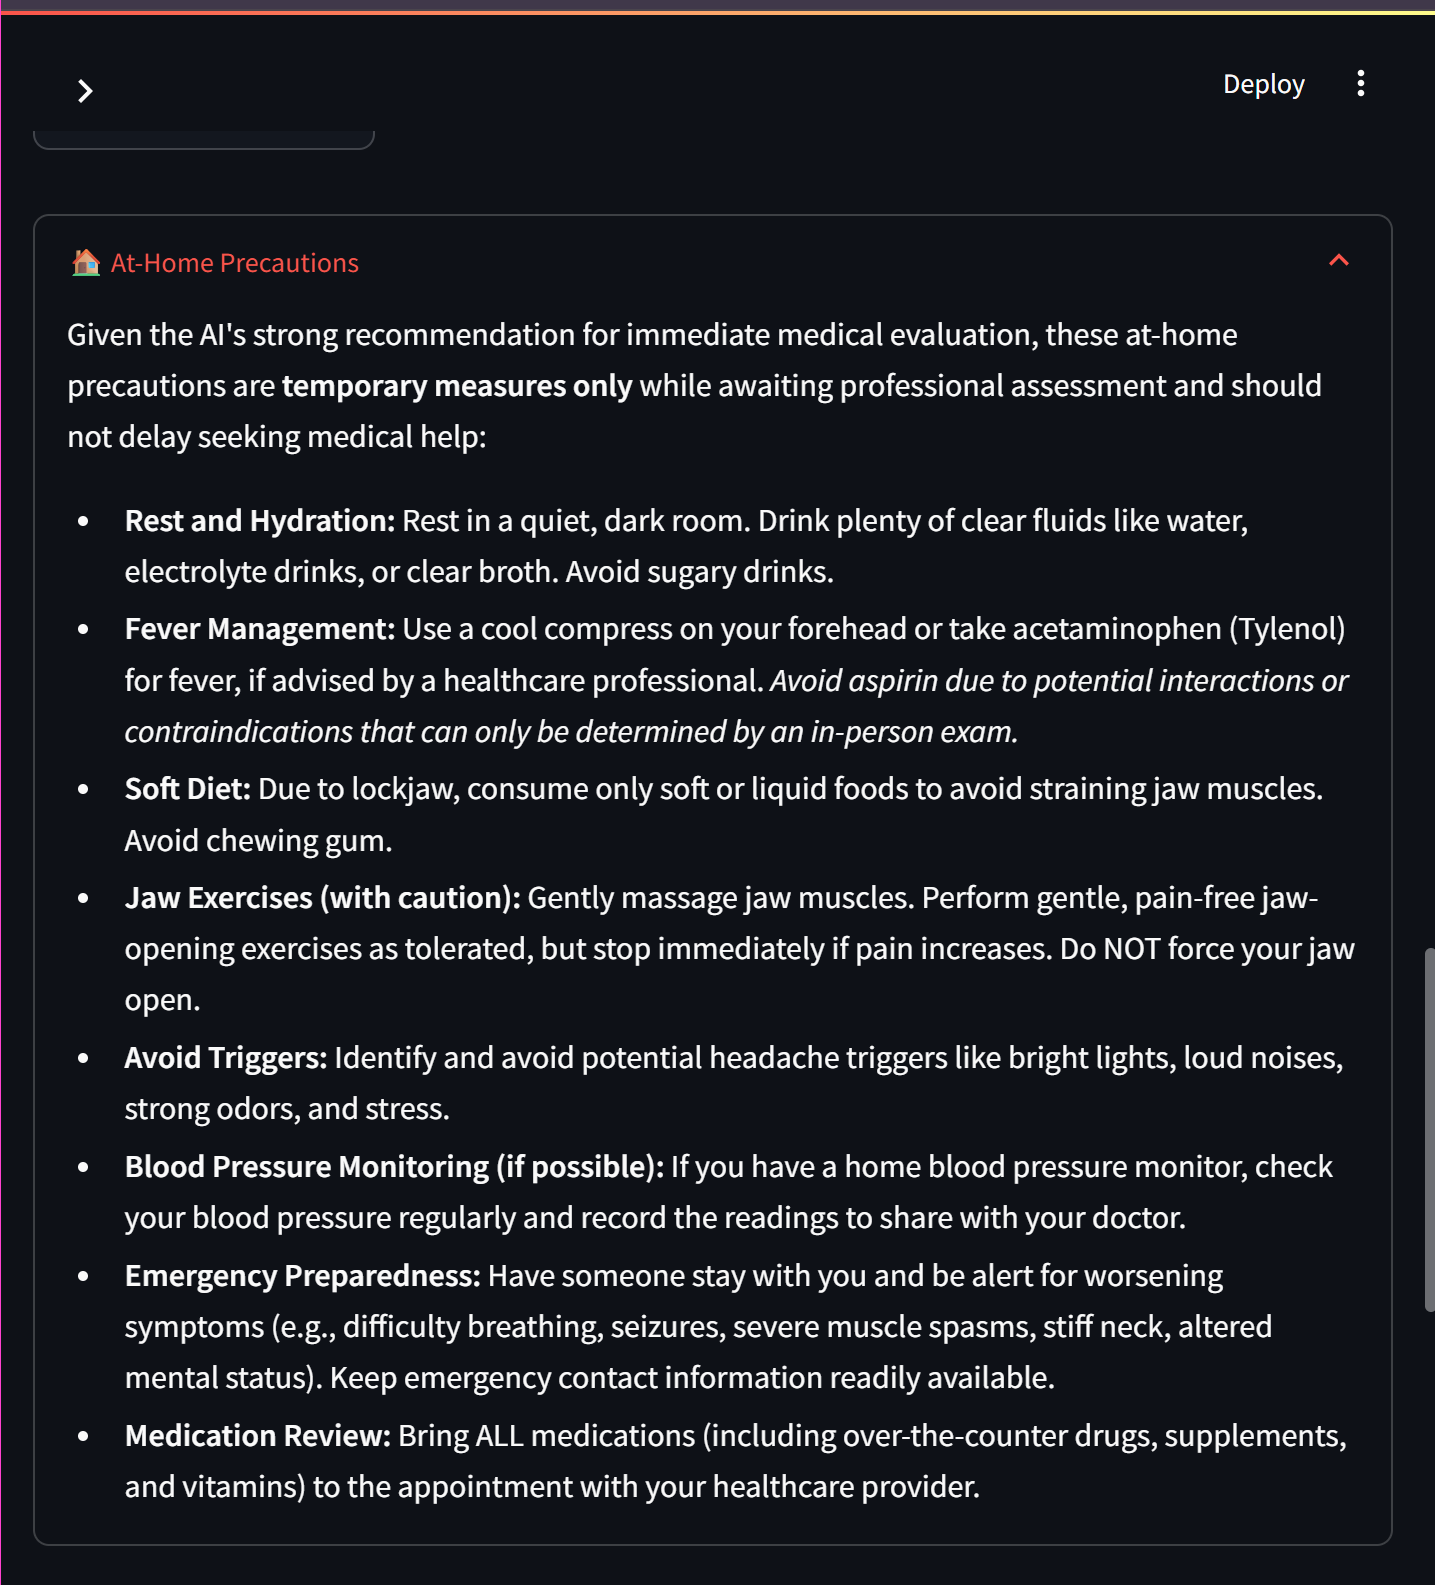 Deploy
At-Home Precautions
Given the AI's strong recommendation for immediate medical evaluation, these at-home
precautions are temporary measures only while awaiting professional assessment and should
not delay seeking medical help:
Rest and Hydration: Rest in a quiet, dark room. Drink plenty of clear fluids like water,
electrolyte drinks, or clear broth. Avoid sugary drinks.
Fever Management: Use a cool compress on your forehead or take acetaminophen (Tylenol)
for fever, if advised by a healthcare professional. Avoid aspirin due to potential interactions or
contraindications that can only be determined by an in-person exam.
Soft Diet: Due to lockjaw, consume only soft or liquid foods to avoid straining jaw muscles.
Avoid chewing gum.
Jaw Exercises (with caution): Gently massage jaw muscles. Perform gentle, pain-free jaw-
opening exercises as tolerated, but stop immediately if pain increases. Do NOT force your jaw
open.
Avoid Triggers: Identify and avoid potential headache triggers like bright lights, loud noises,
strong odors, and stress.
Blood Pressure Monitoring (if possible): If you have a home blood pressure monitor, check
your blood pressure regularly and record the readings to share with your doctor.
Emergency Preparedness: Have someone stay with you and be alert for worsening
symptoms (e.g., difficulty breathing, seizures, severe muscle spasms, stiff neck, altered
mental status). Keep emergency contact information readily available.
Medication Review: Bring ALL medications (including over-the-counter drugs, supplements,
and vitamins) to the appointment with your healthcare provider.